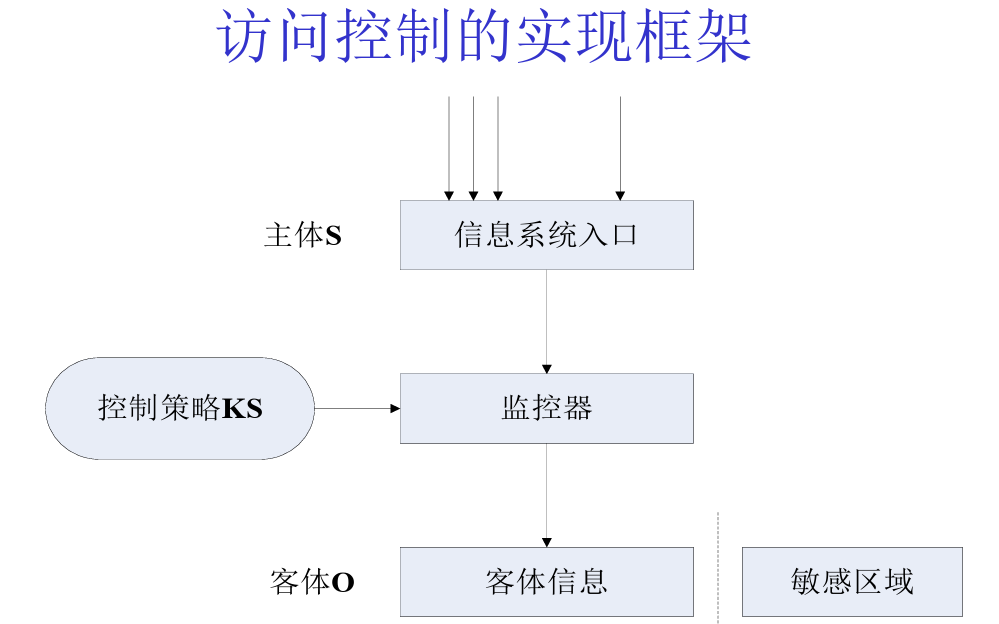 访问控制的实现框架
主体S
信息系统入口
控制策略KS
监控器
客体O
客体信息
敏感区域